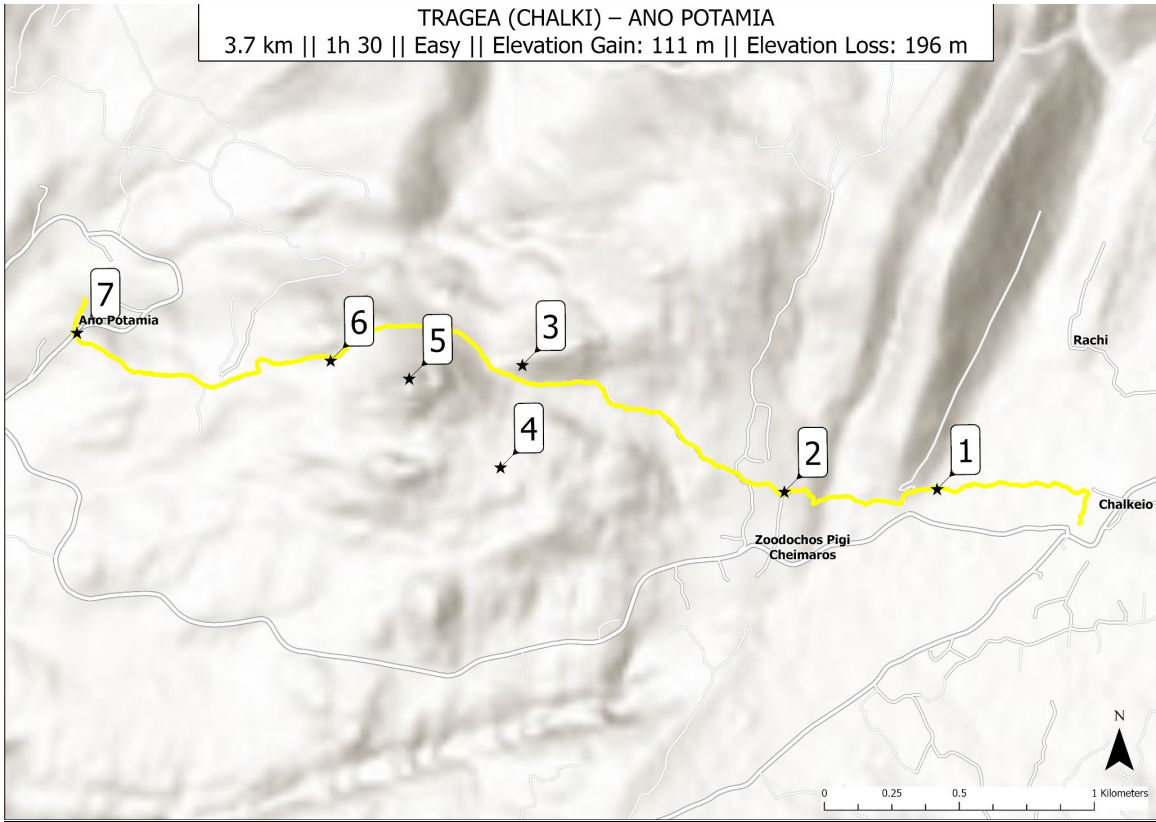 TRAGEA (CHALKI) – ANO POTAMIA
3.7 km || 1h 30 || Easy || Elevation Gain: 111 m || Elevation Loss: 196 m
7
Ano Potamia
6
5
3
Rachi
4
2
1
Chalkeio
Zoodochos Pigi
Cheimaros
N
0 0.25 0.5 1 Kilometers